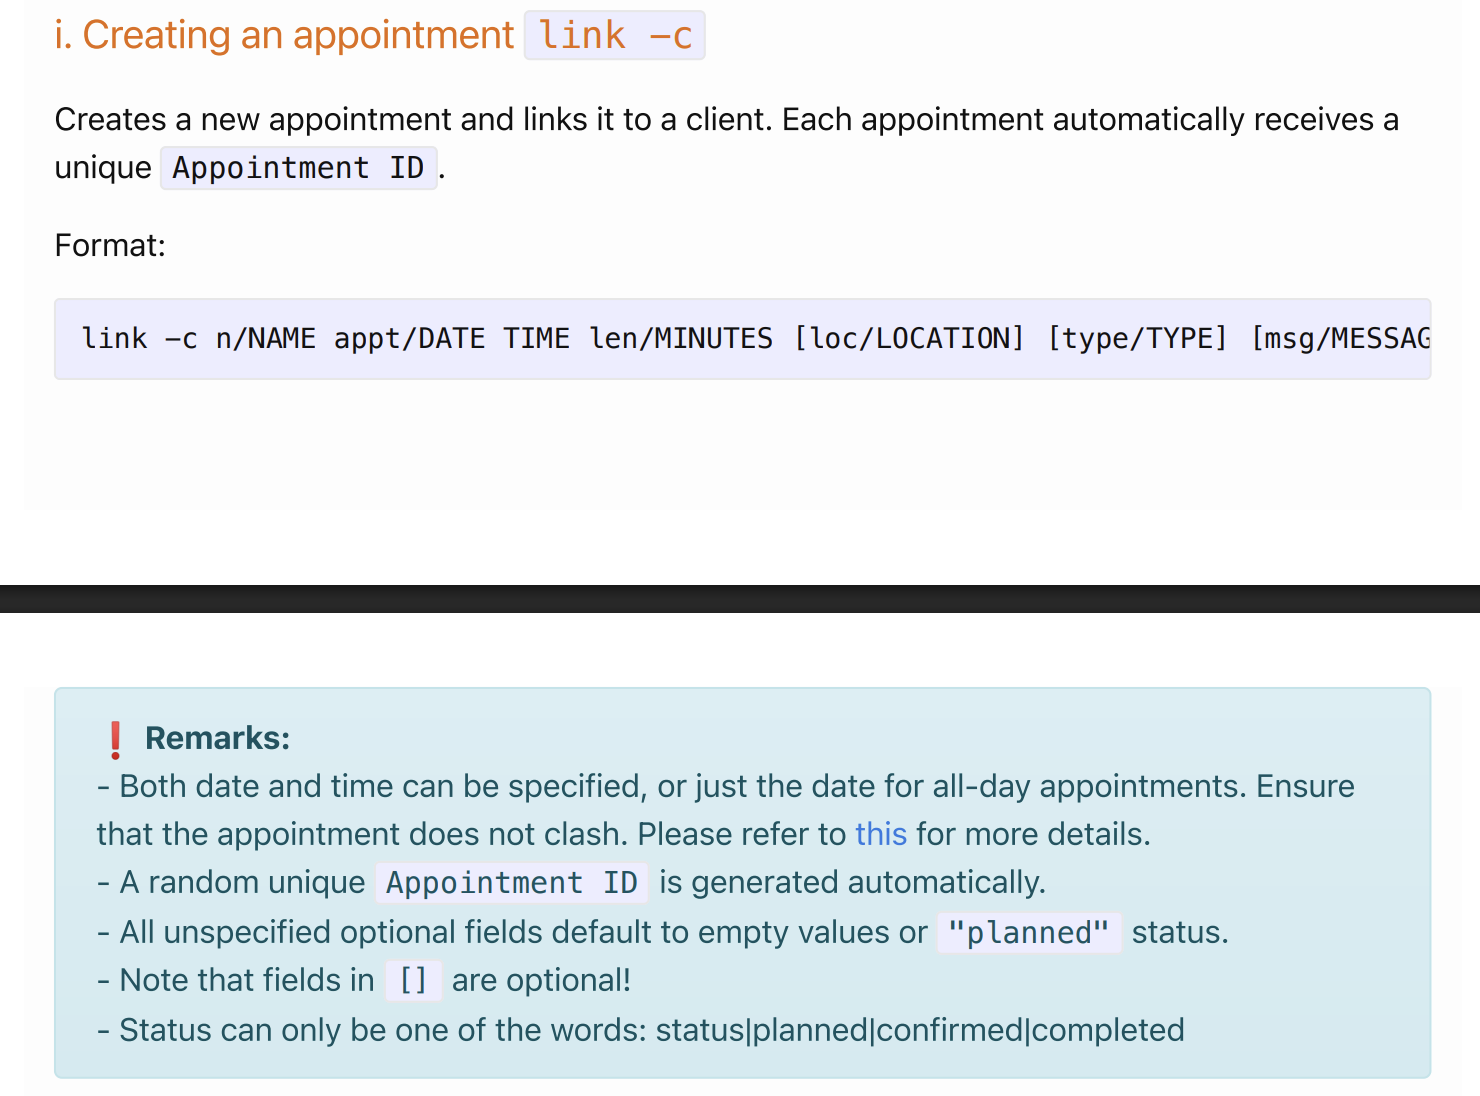 i. Creating an appointment link -c
Creates a new appointment and links it to a client. Each appointment automatically receives a
unique Appointment ID.
Format:
link -c n/NAME appt/DATE TIME len/MINUTES [loc/LOCATION] [type/TYPE] [msg/MESSAG
❗ Remarks:
- Both date and time can be specified, or just the date for all-day appointments. Ensure
that the appointment does not clash. Please refer to this for more details.
- A random unique Appointment ID is generated automatically.
- All unspecified optional fields default to empty values or "planned" status.
- Note that fields in [] are optional!
- Status can only be one of the words: status|planned|confirmed|completed